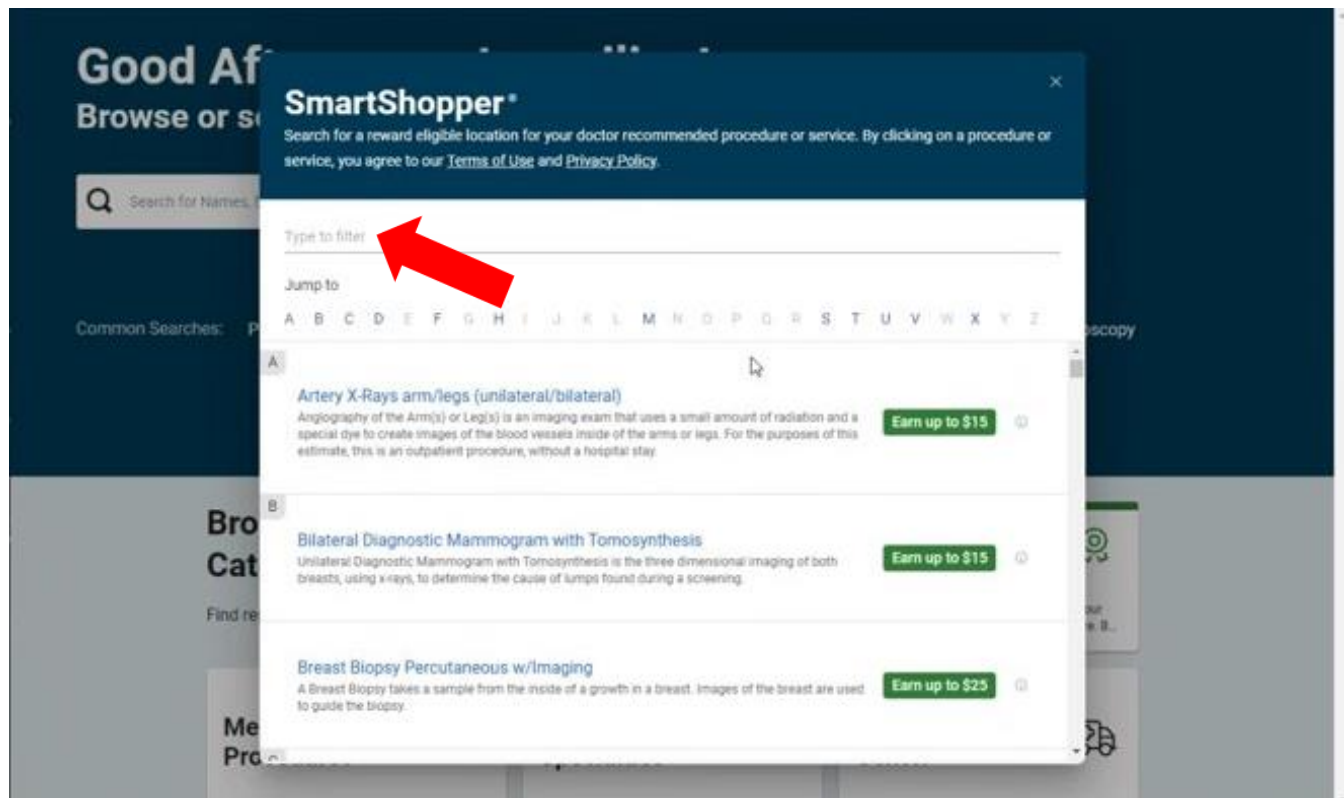 Good Af
Browse or s
Search for Names,
Common Searches: P
oscopy
SmartShopper
×
Search for a reward eligible location for your doctor recommended procedure or service. By clicking on a procedure or
service, you agree to our Terms of Use and Privacy Policy.
Type to filter
Jump to
A B C D E F G H I J K L M N O P Q R S T U V W X Y Z
A
Artery X-Rays arm/legs (unilateral/bilateral)
Angiography of the Arm(s) or Leg(s) is an imaging exam that uses a small amount of radiation and a
special dye to create images of the blood vessels inside of the arms or legs. For the purposes of this
estimate, this is an outpatient procedure, without a hospital stay.
Earn up to $15
B
Bilateral Diagnostic Mammogram with Tomosynthesis
Unilateral Diagnostic Mammogram with Tomosynthesis is the three dimensional imaging of both
breasts, using x-rays, to determine the cause of lumps found during a screening.
Earn up to $15
Breast Biopsy Percutaneous w/Imaging
A Breast Biopsy takes a sample from the inside of a growth in a breast. Images of the breast are used
to guide the biopsy.
Earn up to $25
Bro
Cat
Find re
Me
Pro